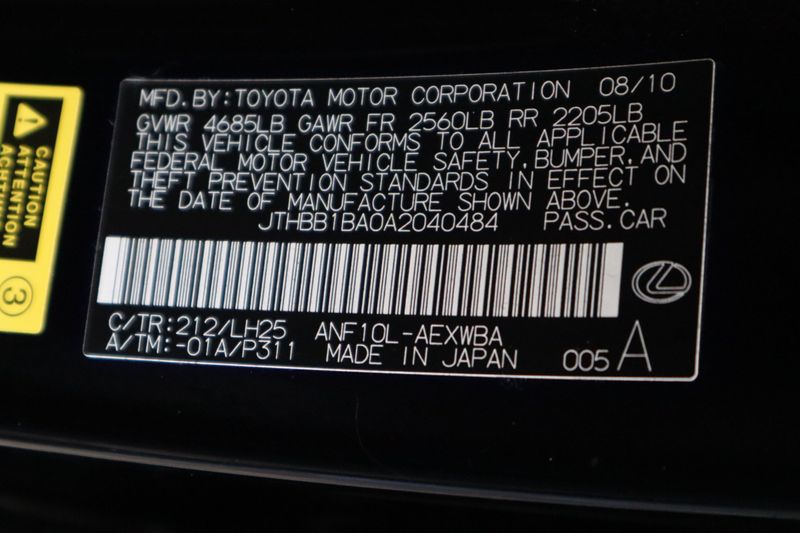 MFD. BY: TOYOTA MOTOR CORPORATION 08/10
GVWR 4685LB GAWR FR 2560LB RR 2205LB
THIS VEHICLE CONFORMS TO ALL APPLICABLE
FEDERAL MOTOR VEHICLE SAFETY, BUMPER, AND
THEFT PREVENTION STANDARDS IN EFFECT ON
THE DATE OF MANUFACTURE SHOWN ABOVE.
JTHBB1BA0A2040484 PASS. CAR
C/TR: 212/LH25 ANF10L-AEXWBA
A/TM: -01A/P311 MADE IN JAPAN 005 A
CAUTION
ATTENTION
ACHTUNG
3